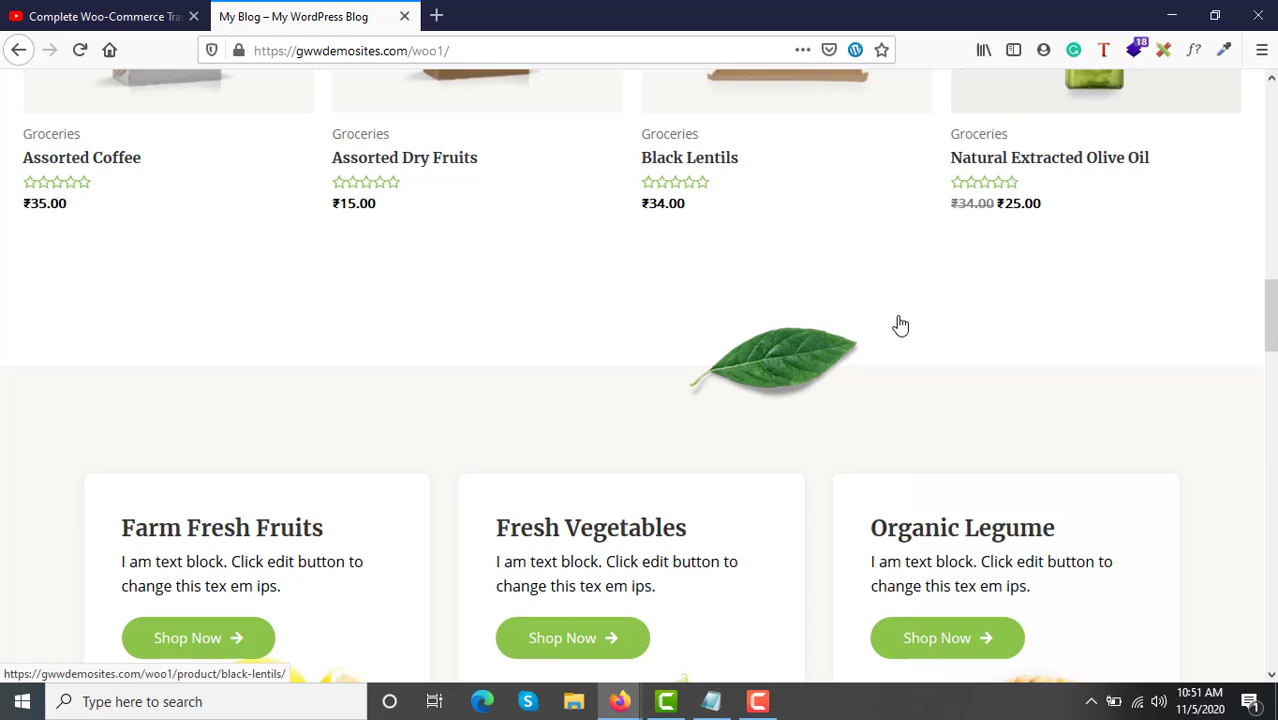 Complete Woo-Commerce Tra
My Blog – My WordPress Blog
https://gwwdemosites.com/woo1/
18
Groceries
Assorted Coffee
₹35.00
Groceries
Assorted Dry Fruits
₹15.00
Groceries
Black Lentils
₹34.00
Groceries
Natural Extracted Olive Oil
₹34.00 ₹25.00
Farm Fresh Fruits
I am text block. Click edit button to
change this tex em ips.
Shop Now
Fresh Vegetables
I am text block. Click edit button to
change this tex em ips.
Shop Now
Organic Legume
I am text block. Click edit button to
change this tex em ips.
Shop Now
https://gwwdemosites.com/woo1/product/black-lentils/
Type here to search
10:51 AM
11/5/2020
1